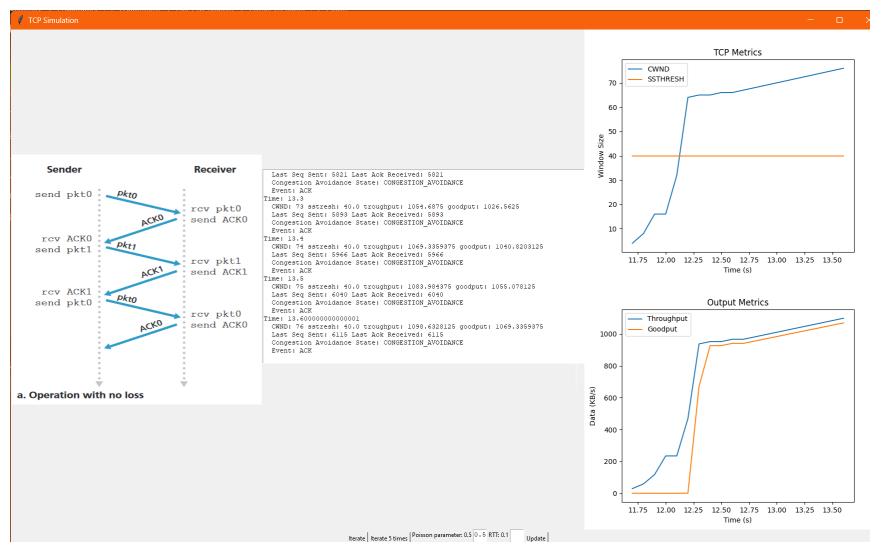 TCP Simulation
Sender Receiver
send pkt0
pkt0
rcv pkt0
send ACK0
ACK0
rcv ACK0
send pkt1
pkt1
rcv pkt1
send ACK1
ACK1
rcv ACK1
send pkt0
pkt0
rcv pkt0
send ACK0
ACK0
a. Operation with no loss
Last Seq Sent: 5821 Last Ack Received: 5821
Congestion Avoidance State: CONGESTION_AVOIDANCE
Event: ACK
Time: 13.3
CWND: 73 sstresh: 40.0 troughput: 1054.6875 goodput: 1026.5625
Last Seq Sent: 5893 Last Ack Received: 5893
Congestion Avoidance State: CONGESTION_AVOIDANCE
Event: ACK
Time: 13.4
CWND: 74 sstresh: 40.0 troughput: 1069.3359375 goodput: 1040.8203125
Last Seq Sent: 5966 Last Ack Received: 5966
Congestion Avoidance State: CONGESTION_AVOIDANCE
Event: ACK
Time: 13.5
CWND: 75 sstresh: 40.0 troughput: 1083.984375 goodput: 1055.078125
Last Seq Sent: 6040 Last Ack Received: 6040
Congestion Avoidance State: CONGESTION_AVOIDANCE
Event: ACK
Time: 13.600000000000001
CWND: 76 sstresh: 40.0 troughput: 1098.6328125 goodput: 1069.3359375
Last Seq Sent: 6115 Last Ack Received: 6115
Congestion Avoidance State: CONGESTION_AVOIDANCE
Event: ACK
TCP Metrics
CWND
SSTHRESH
Window Size
70
60
50
40
30
20
10
11.75 12.00 12.25 12.50 12.75 13.00 13.25 13.50
Time (s)
Output Metrics
Throughput
Goodput
Data (KB/s)
1000
800
600
400
200
0
11.75 12.00 12.25 12.50 12.75 13.00 13.25 13.50
Time (s)
Iterate Iterate 5 times Poisson parameter: 0.5 0.5 RTT: 0.1 Update